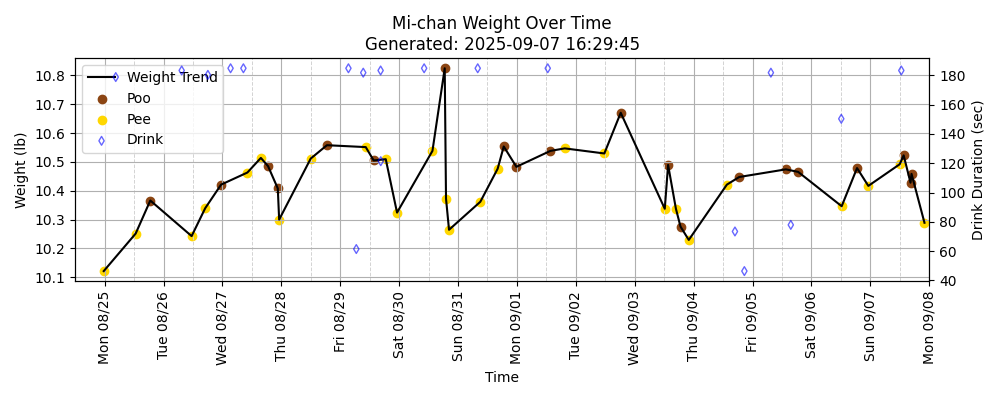 Mi-chan Weight Over Time
Generated: 2025-09-07 16:29:45
Weight (lb)
10.8
10.7
10.6
10.5
10.4
10.3
10.2
10.1
Weight Trend
Poo
Pee
Drink
180
160
140
120
100
80
60
40
Drink Duration (sec)
Mon 08/25
Tue 08/26
Wed 08/27
Thu 08/28
Fri 08/29
Sat 08/30
Sun 08/31
Mon 09/01
Tue 09/02
Wed 09/03
Thu 09/04
Fri 09/05
Sat 09/06
Sun 09/07
Mon 09/08
Time